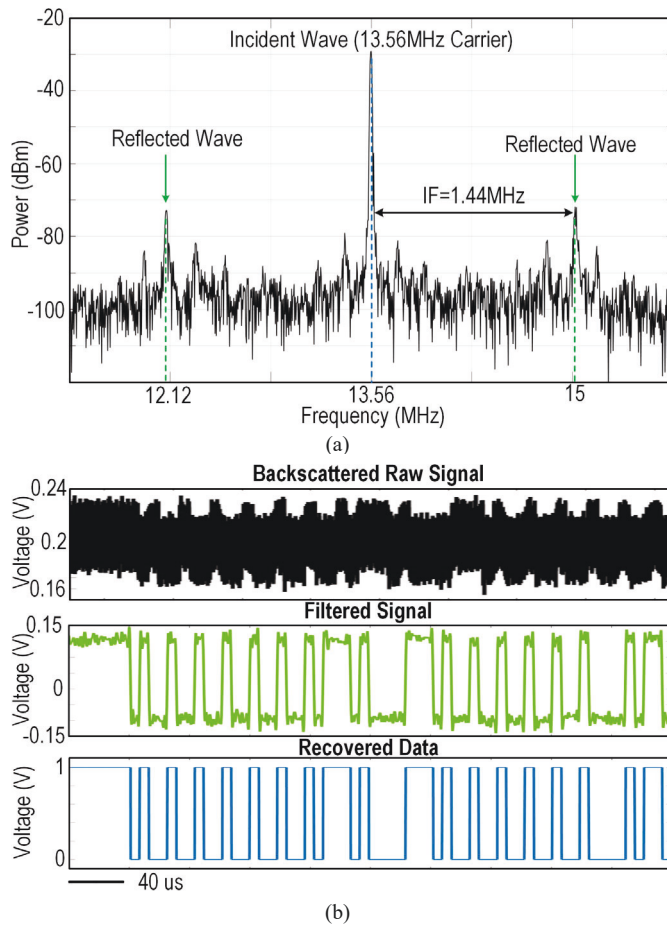 -20
Incident Wave (13.56MHz Carrier)
-40
Reflected Wave
Reflected Wave
-60
IF=1.44MHz
-80
-100
Power (dBm)
12.12
13.56
15
Frequency (MHz)
(a)
Backscattered Raw Signal
0.24
0.2
0.16
Voltage (V)
Filtered Signal
0.15
0
-0.15
Voltage (V)
Recovered Data
1
0
Voltage (V)
40 us
(b)